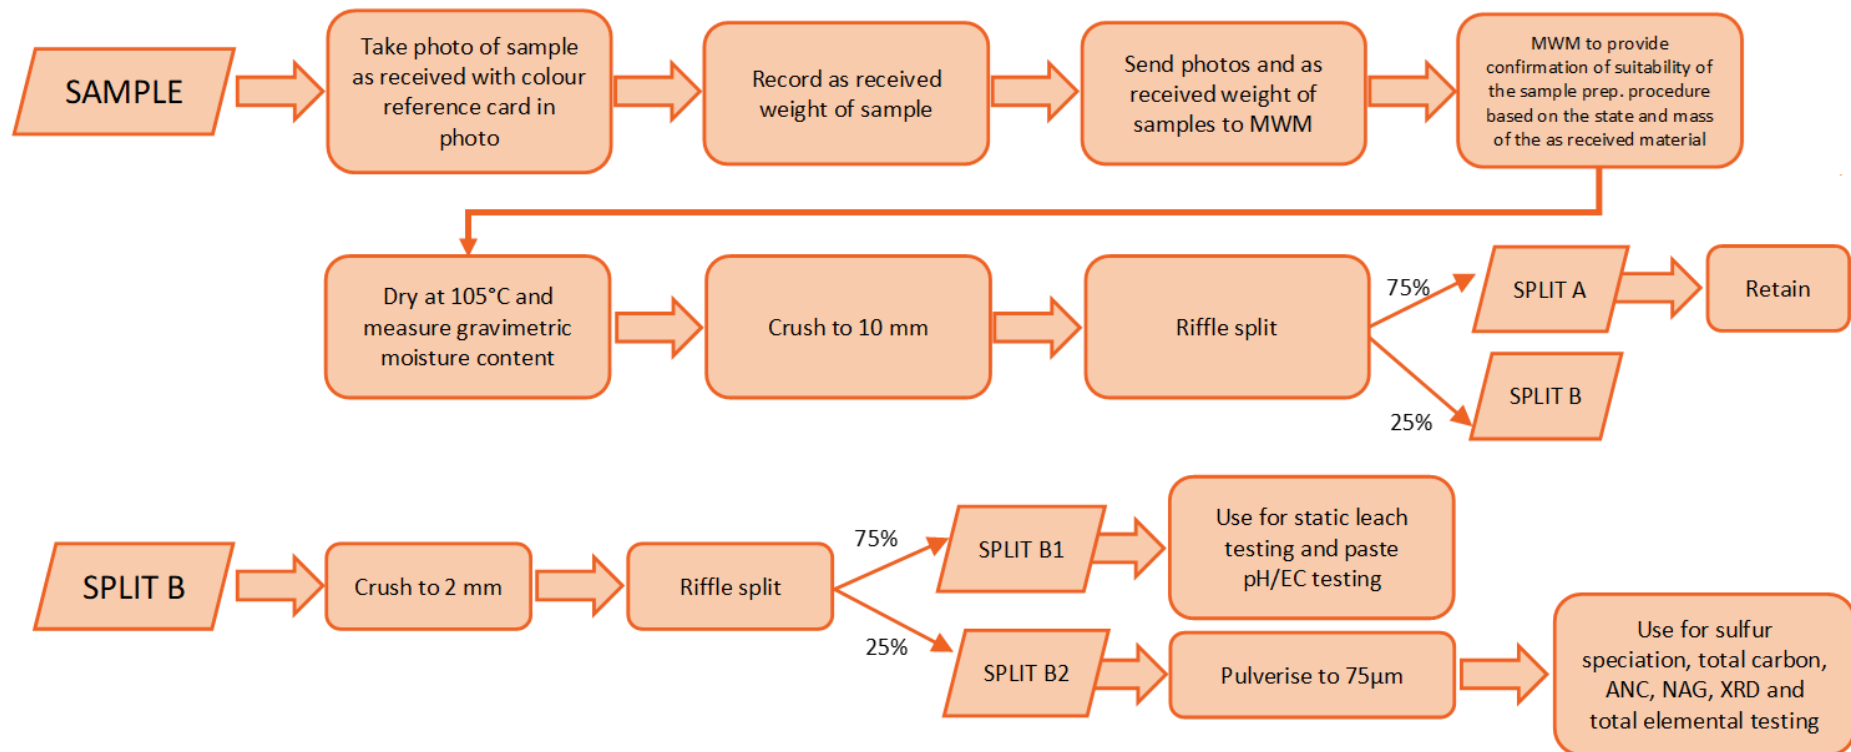 SAMPLE
Take photo of sample
as received with colour
reference card in
photo
Record as received
weight of sample
Send photos and as
received weight of
samples to MWM
MWM to provide
confirmation of suitability of
the sample prep. procedure
based on the state and mass
of the as received material
Dry at 105°C and
measure gravimetric
moisture content
Crush to 10 mm
Riffle split
75%
SPLIT A
Retain
25%
SPLIT B
SPLIT B
Crush to 2 mm
Riffle split
75%
SPLIT B1
Use for static leach
testing and paste
pH/EC testing
25%
SPLIT B2
Pulverise to 75µm
Use for sulfur
speciation, total carbon,
ANC, NAG, XRD and
total elemental testing